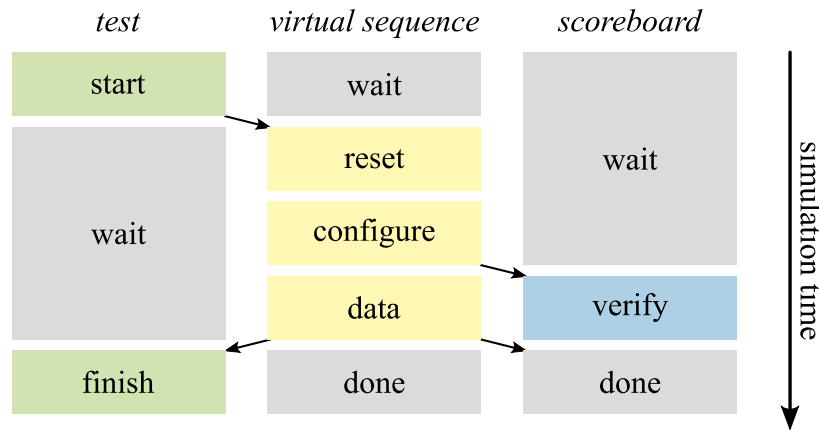 test virtual sequence scoreboard
start wait
reset wait
wait configure
data verify
finish done done
simulation time